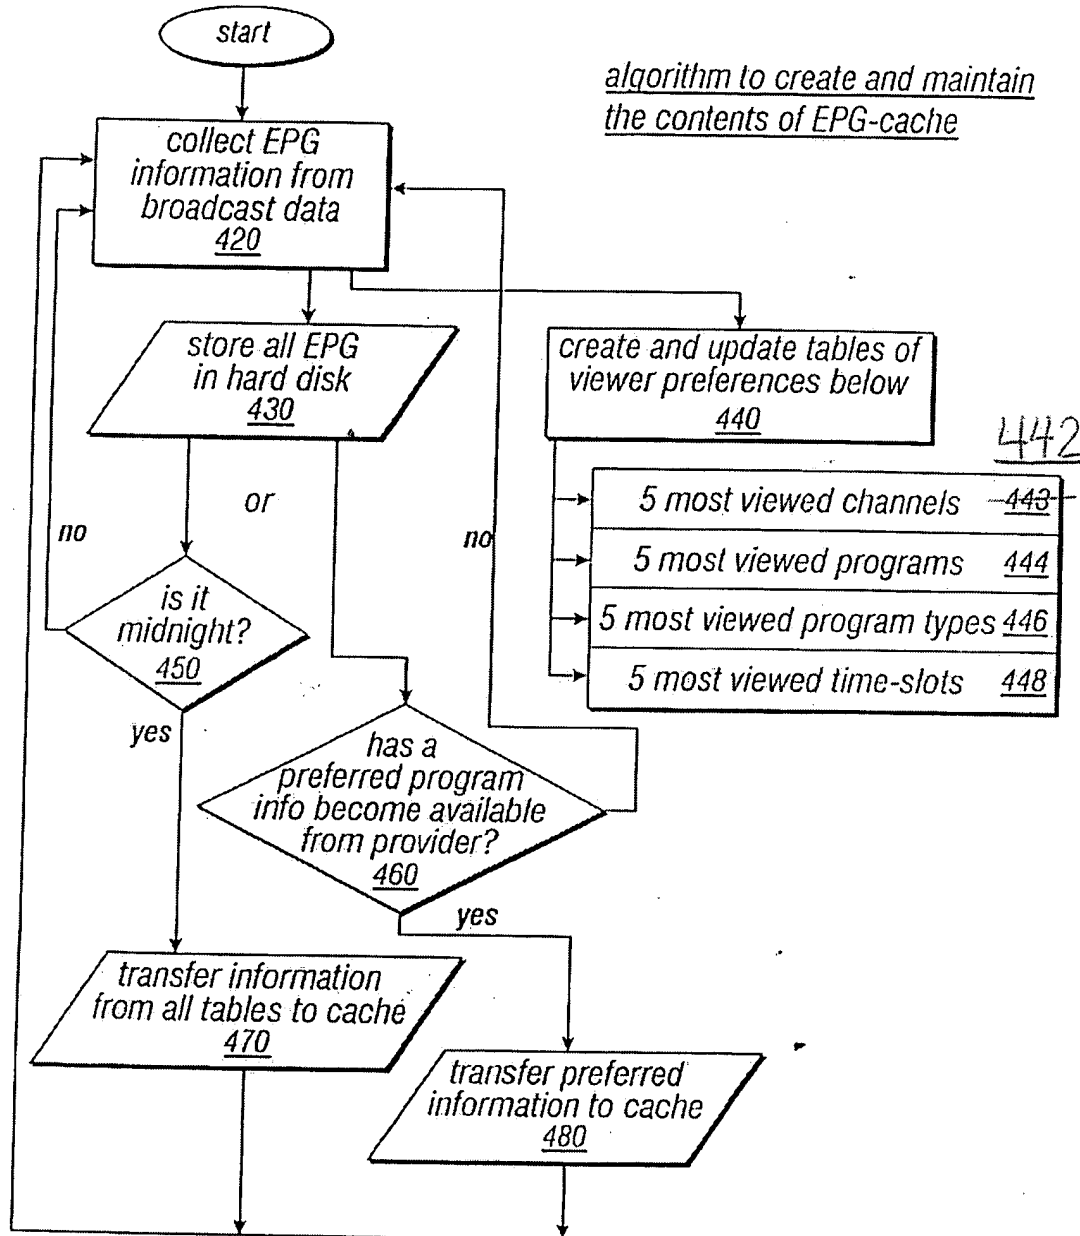 start
algorithm to create and maintain
the contents of EPG-cache
collect EPG
information from
broadcast data
420
store all EPG
in hard disk
430
create and update tables of
viewer preferences below
440
442
5 most viewed channels 443
5 most viewed programs 444
5 most viewed program types 446
5 most viewed time-slots 448
or
no
no
is it
midnight?
450
yes
has a
preferred program
info become available
from provider?
460
yes
transfer information
from all tables to cache
470
transfer preferred
information to cache
480